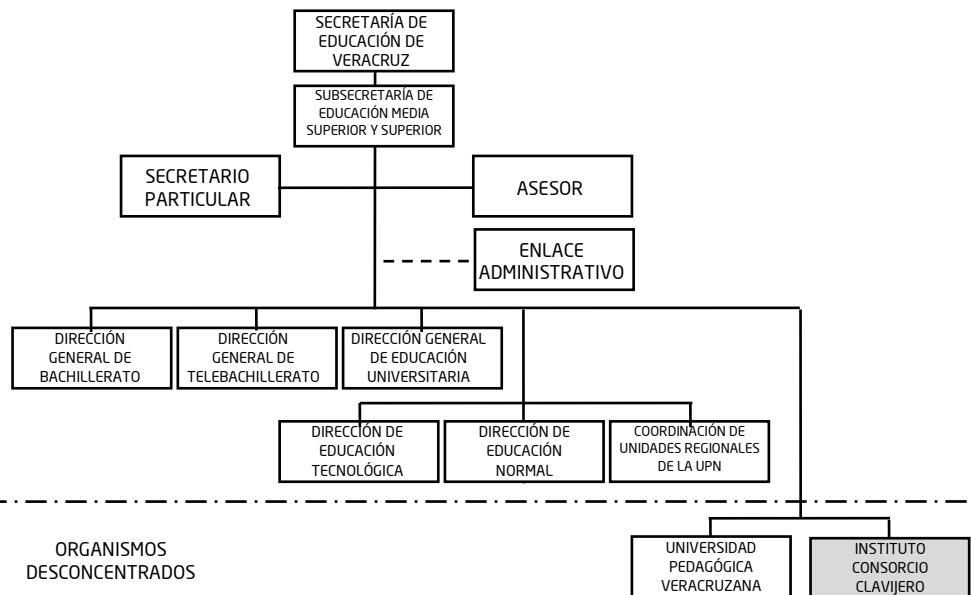 SECRETARÍA DE
EDUCACIÓN DE
VERACRUZ
SUBSECRETARÍA DE
EDUCACIÓN MEDIA
SUPERIOR Y SUPERIOR
SECRETARIO
PARTICULAR
ASESOR
ENLACE
ADMINISTRATIVO
DIRECCIÓN
GENERAL DE
BACHILLERATO
DIRECCIÓN
GENERAL DE
TELEBACHILLERATO
DIRECCIÓN GENERAL
DE EDUCACIÓN
UNIVERSITARIA
DIRECCIÓN DE
EDUCACIÓN
TECNOLÓGICA
DIRECCIÓN DE
EDUCACIÓN
NORMAL
COORDINACIÓN DE
UNIDADES REGIONALES
DE LA UPN
ORGANISMOS
DESCONCENTRADOS
UNIVERSIDAD
PEDAGÓGICA
VERACRUZANA
INSTITUTO
CONSORCIO
CLAVIJERO